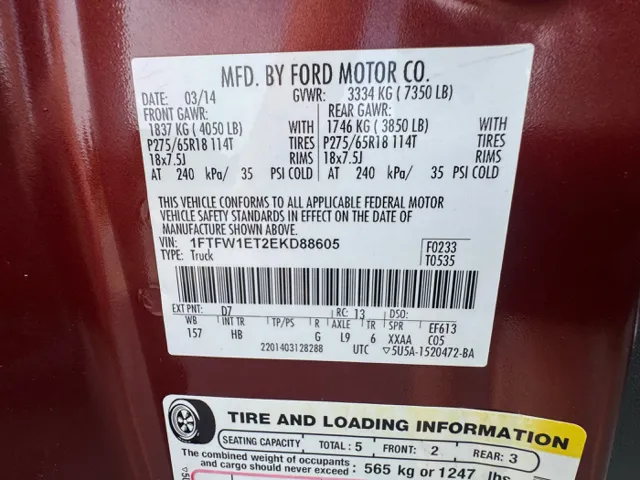 MFD. BY FORD MOTOR CO.
DATE: 03/14 GVWR: 3334 KG ( 7350 LB)
FRONT GAWR: REAR GAWR:
1837 KG ( 4050 LB) WITH 1746 KG ( 3850 LB) WITH
P275/65R18 114T TIRES P275/65R18 114T TIRES
18x7.5J RIMS 18x7.5J RIMS
AT 240 kPa/ 35 PSI COLD AT 240 kPa/ 35 PSI COLD
THIS VEHICLE CONFORMS TO ALL APPLICABLE FEDERAL MOTOR
VEHICLE SAFETY STANDARDS IN EFFECT ON THE DATE OF
MANUFACTURE SHOWN ABOVE.
VIN: 1FTFW1ET2EKD88605 F0233
TYPE: Truck T0535
EXT PNT: D7 RC: 13 DSO:
WB INT TR TP/PS R AXLE TR SPR EF613
157 HB G L9 6 XXAA C05
2201403128288 UTC ▽5U5A-1520472-BA
TIRE AND LOADING INFORMATION
SEATING CAPACITY TOTAL : 5 FRONT: 2 REAR: 3
The combined weight of occupants
and cargo should never exceed : 565 kg or 1247 lbs